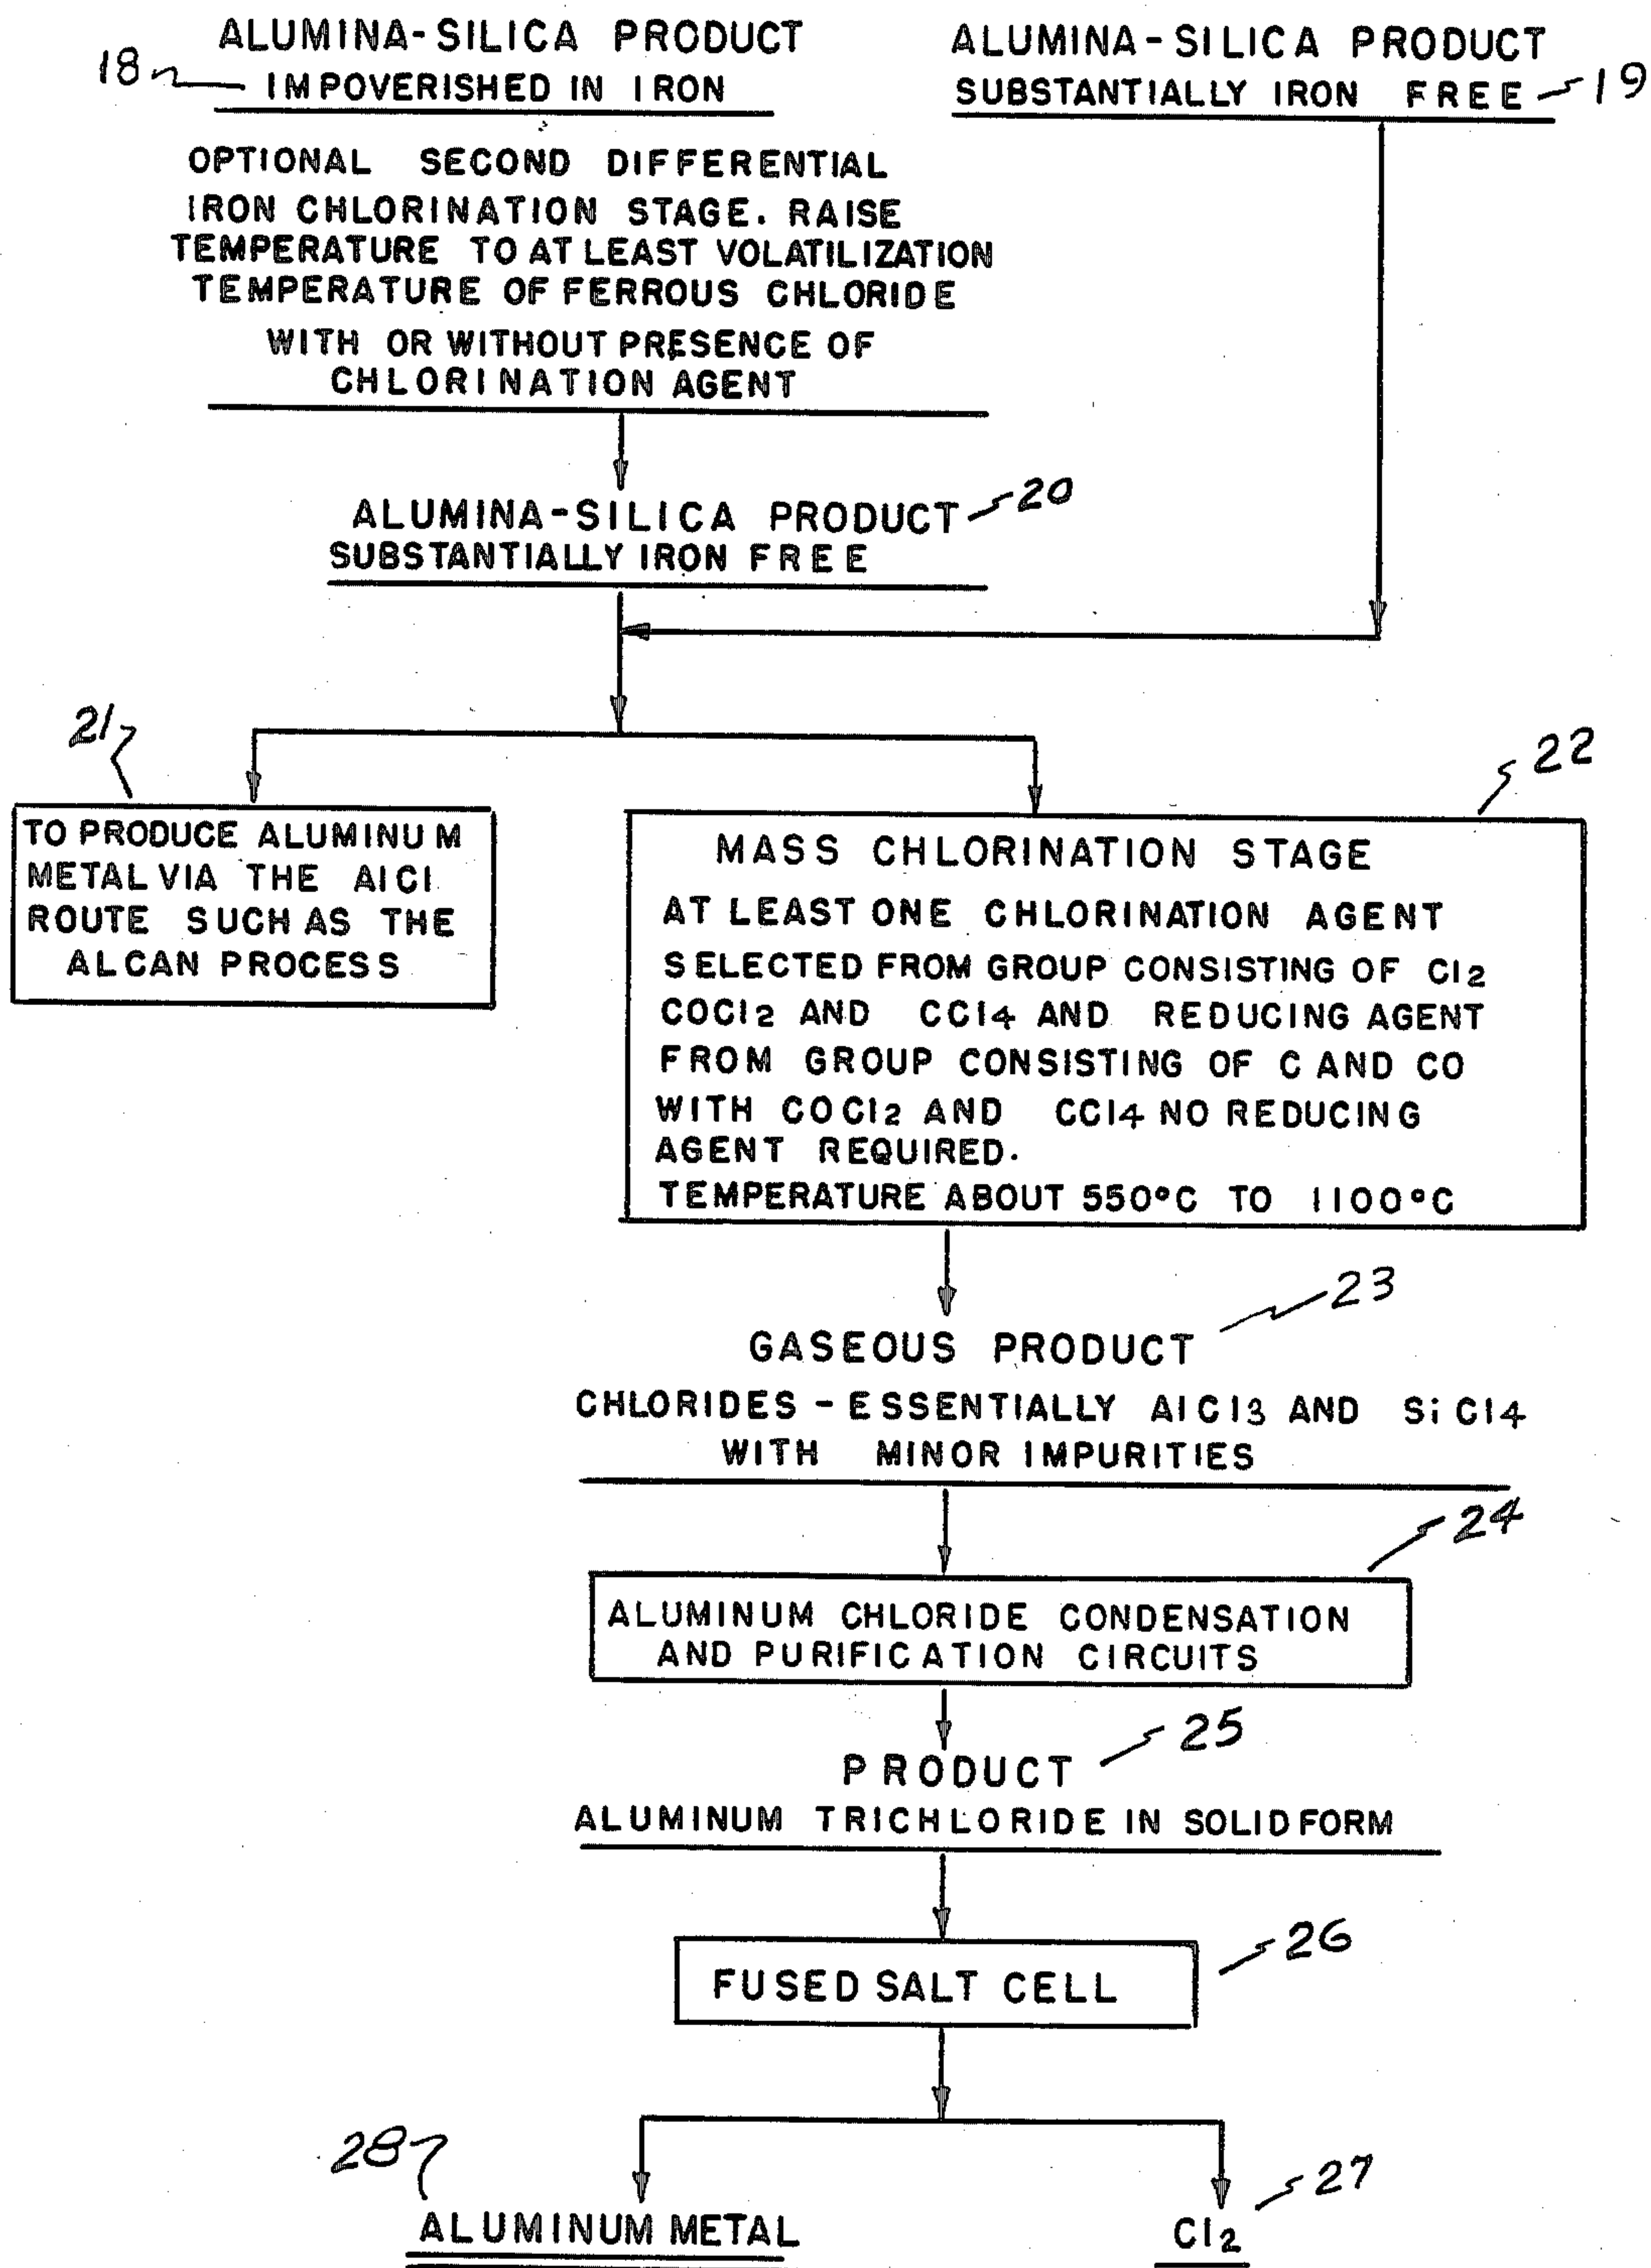 ALUMINA-SILICA PRODUCT
18 IMPOVERISHED IN IRON
ALUMINA-SILICA PRODUCT
SUBSTANTIALLY IRON FREE 19
OPTIONAL SECOND DIFFERENTIAL
IRON CHLORINATION STAGE. RAISE
TEMPERATURE TO AT LEAST VOLATILIZATION
TEMPERATURE OF FERROUS CHLORIDE
WITH OR WITHOUT PRESENCE OF
CHLORINATION AGENT
ALUMINA-SILICA PRODUCT 20
SUBSTANTIALLY IRON FREE
21
TO PRODUCE ALUMINUM
METAL VIA THE AlCl
ROUTE SUCH AS THE
ALCAN PROCESS
22
MASS CHLORINATION STAGE
AT LEAST ONE CHLORINATION AGENT
SELECTED FROM GROUP CONSISTING OF Cl2
COCl2 AND CCl4 AND REDUCING AGENT
FROM GROUP CONSISTING OF C AND CO
WITH COCl2 AND CCl4 NO REDUCING
AGENT REQUIRED.
TEMPERATURE ABOUT 550°C TO 1100°C
23
GASEOUS PRODUCT
CHLORIDES - ESSENTIALLY AlCl3 AND SiCl4
WITH MINOR IMPURITIES
24
ALUMINUM CHLORIDE CONDENSATION
AND PURIFICATION CIRCUITS
25
PRODUCT
ALUMINUM TRICHLORIDE IN SOLID FORM
26
FUSED SALT CELL
28
ALUMINUM METAL
27
Cl2